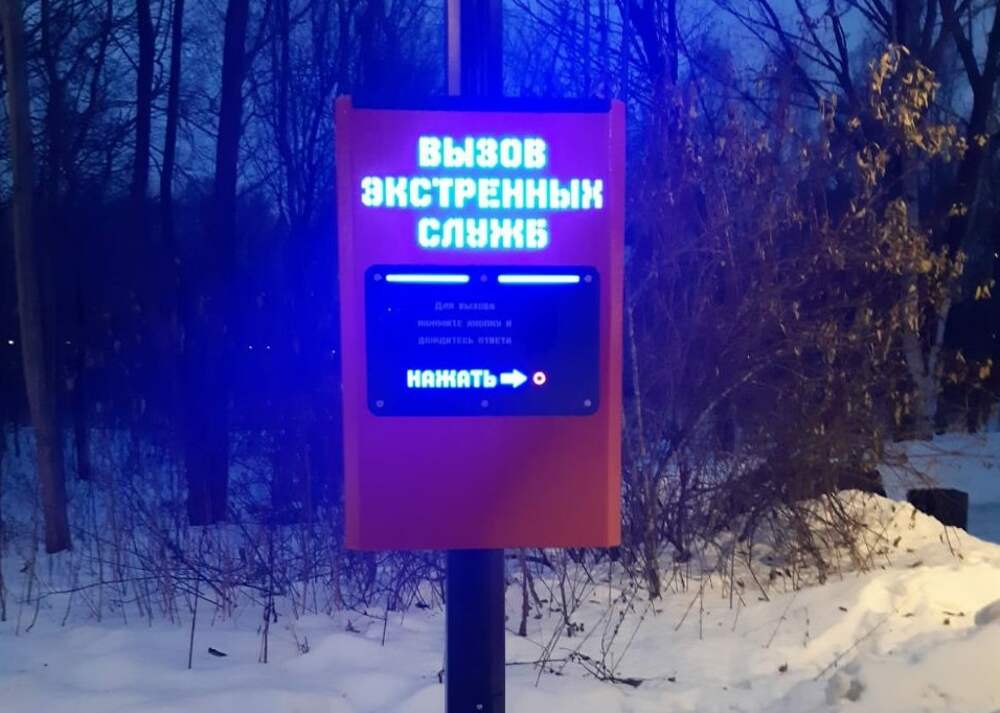 ВЫЗОВ
ЭКСТРЕННЫХ
СЛУЖБ
Для вызова
нажмите кнопку и
дождитесь ответа
НАЖАТЬ